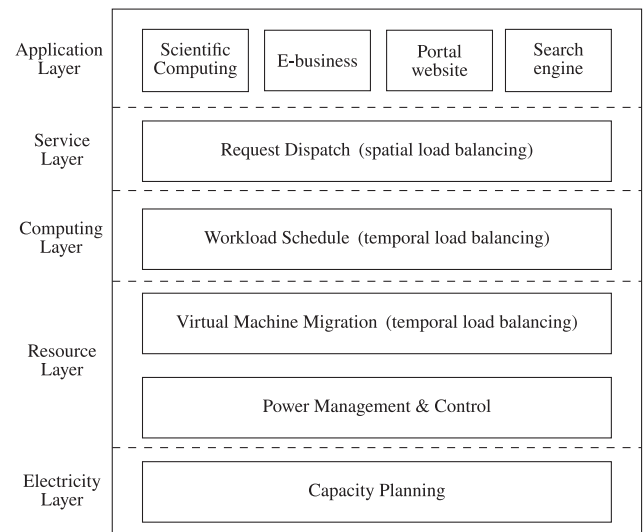 Application
Layer
Scientific
Computing
E-business
Portal
website
Search
engine
Service
Layer
Request Dispatch (spatial load balancing)
Computing
Layer
Workload Schedule (temporal load balancing)
Resource
Layer
Virtual Machine Migration (temporal load balancing)
Power Management & Control
Electricity
Layer
Capacity Planning